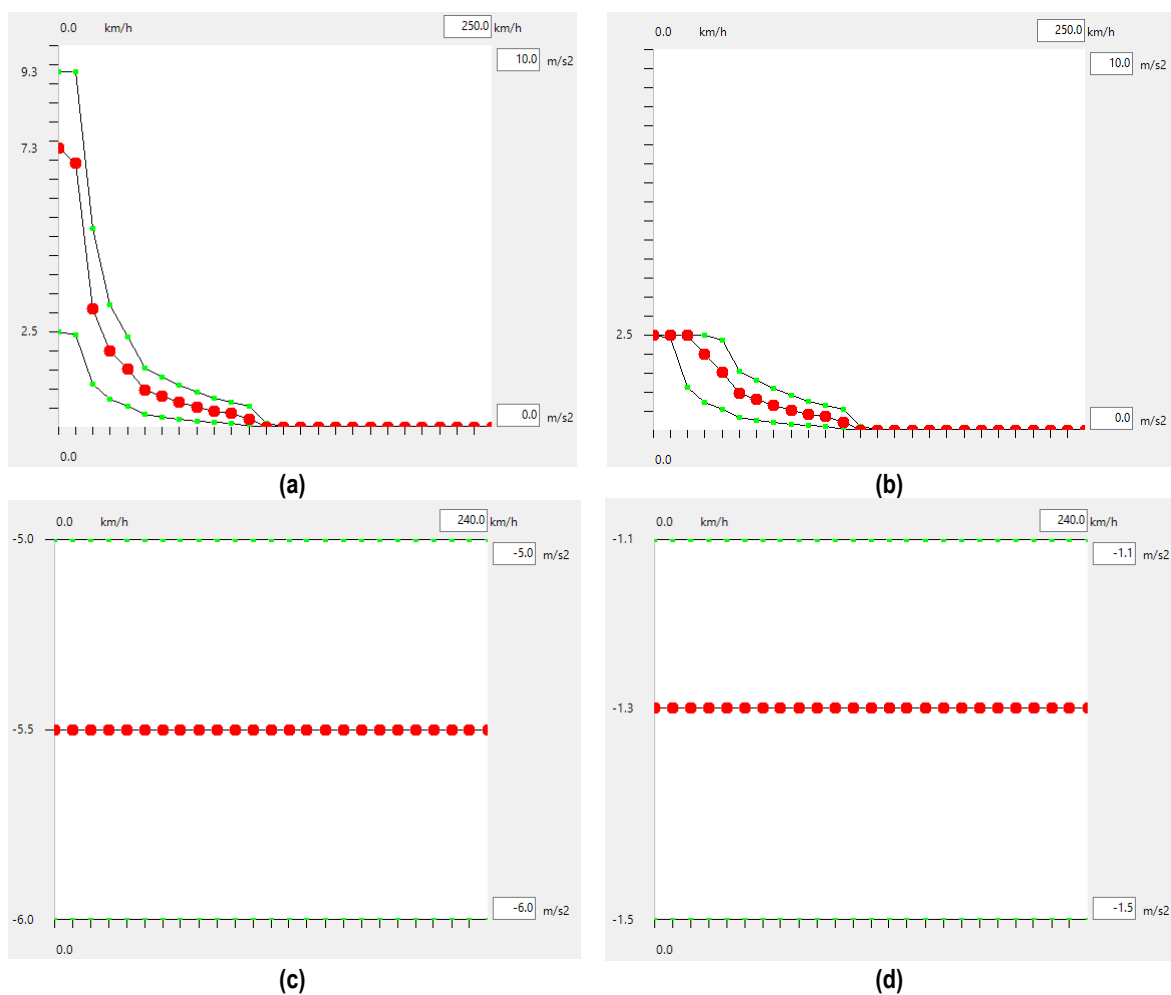 0.0 km/h 250.0 km/h
10.0 m/s2
9.3
7.3
2.5
0.0 m/s2
0.0
(a)
0.0 km/h 250.0 km/h
10.0 m/s2
2.5
0.0 m/s2
0.0
(b)
0.0 km/h 240.0 km/h
-5.0
-5.0 m/s2
-5.5
-6.0 m/s2
-6.0
0.0
(c)
0.0 km/h 240.0 km/h
-1.1
-1.1 m/s2
-1.3
-1.5 m/s2
-1.5
0.0
(d)